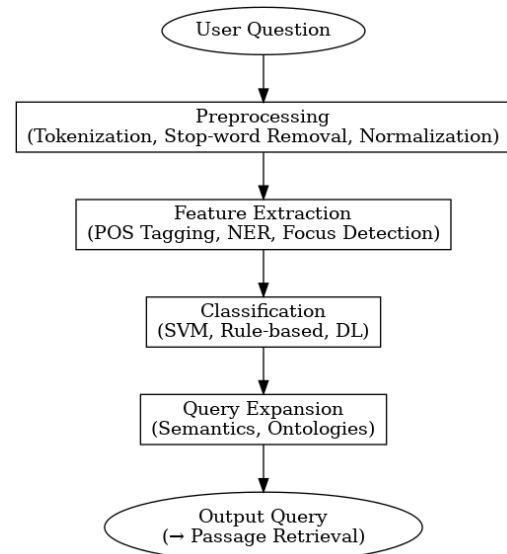 User Question
Preprocessing
(Tokenization, Stop-word Removal, Normalization)
Feature Extraction
(POS Tagging, NER, Focus Detection)
Classification
(SVM, Rule-based, DL)
Query Expansion
(Semantics, Ontologies)
Output Query
(→ Passage Retrieval)